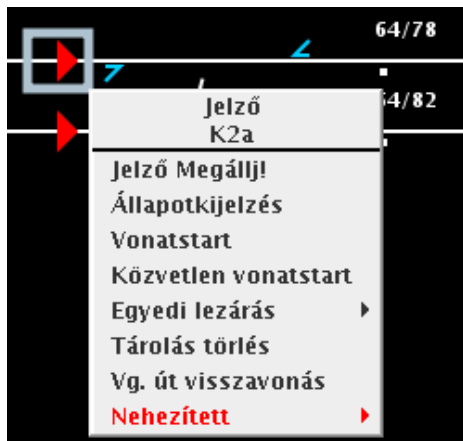 64/78
Jelző
K2a
Jelző Megállj!
Állapotkijelzés
Vonatstart
Közvetlen vonatstart
Egyedi lezárás
Tárolás törlés
Vg. út visszavonás
Nehezített